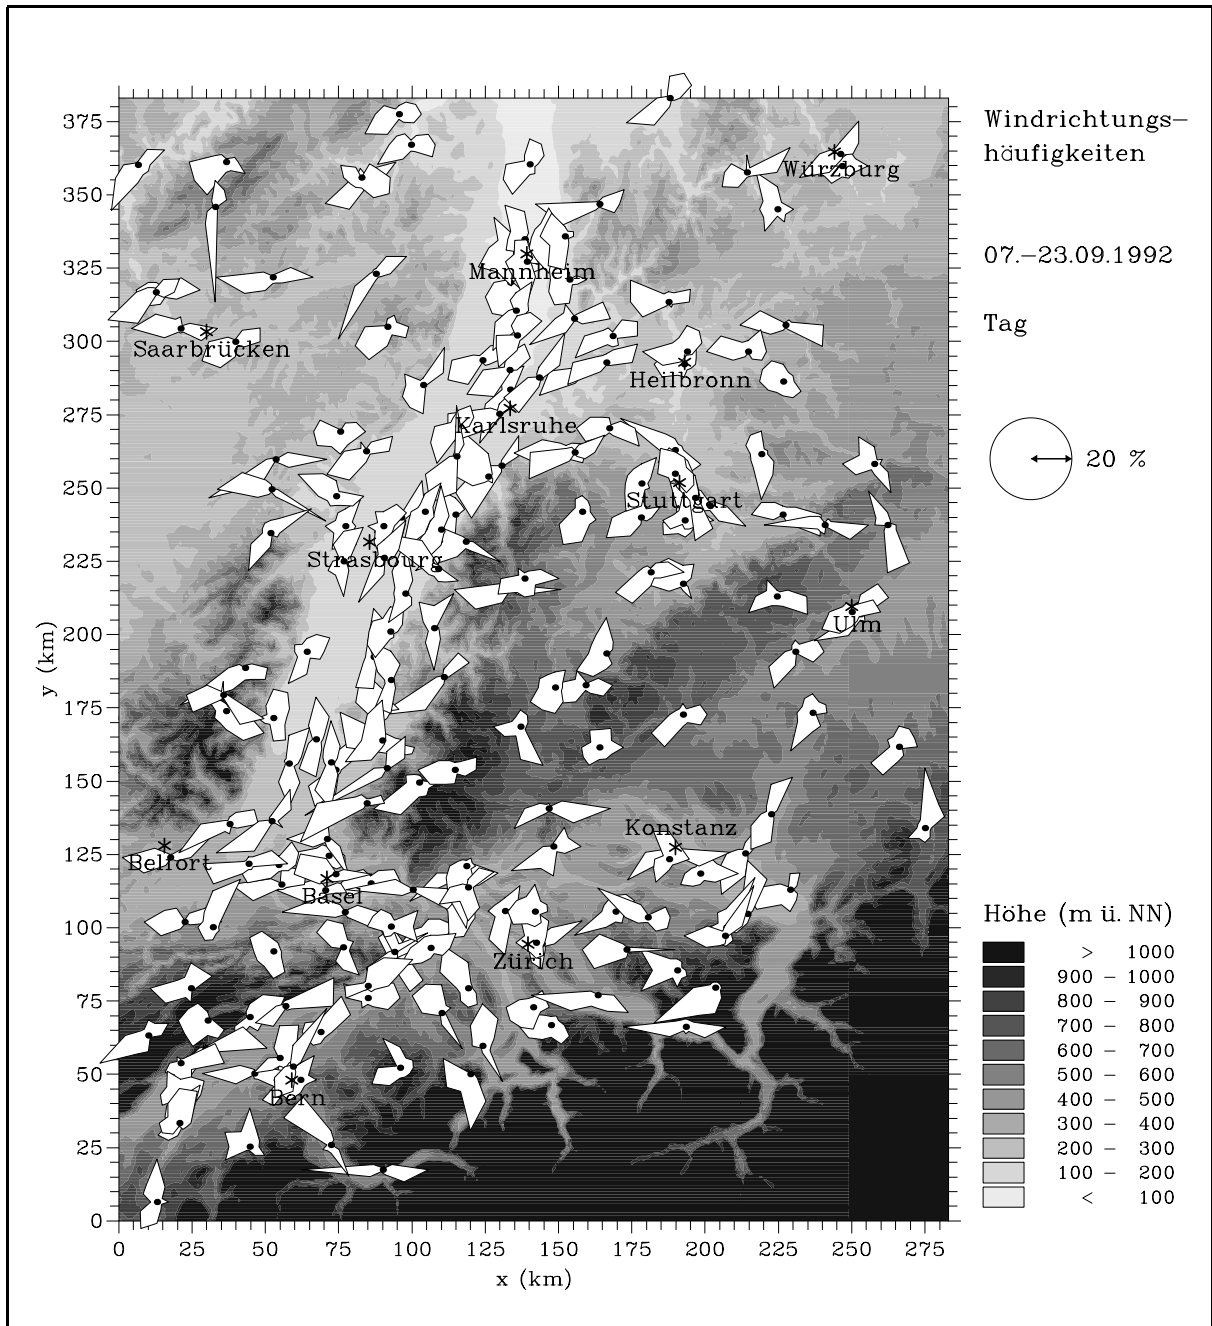 Windrichtungs–
häufigkeiten
07.–23.09.1992
Tag
20 %
375
350
325
300
275
250
225
200
175
150
125
100
75
50
25
0
y (km)
0 25 50 75 100 125 150 175 200 225 250 275
x (km)
Würzburg
Mannheim
Saarbrücken
Heilbronn
Karlsruhe
Stuttgart
Strasbourg
Ulm
Konstanz
Belfort
Basel
Zürich
Bern
Höhe (m ü. NN)
> 1000
900 – 1000
800 – 900
700 – 800
600 – 700
500 – 600
400 – 500
300 – 400
200 – 300
100 – 200
< 100